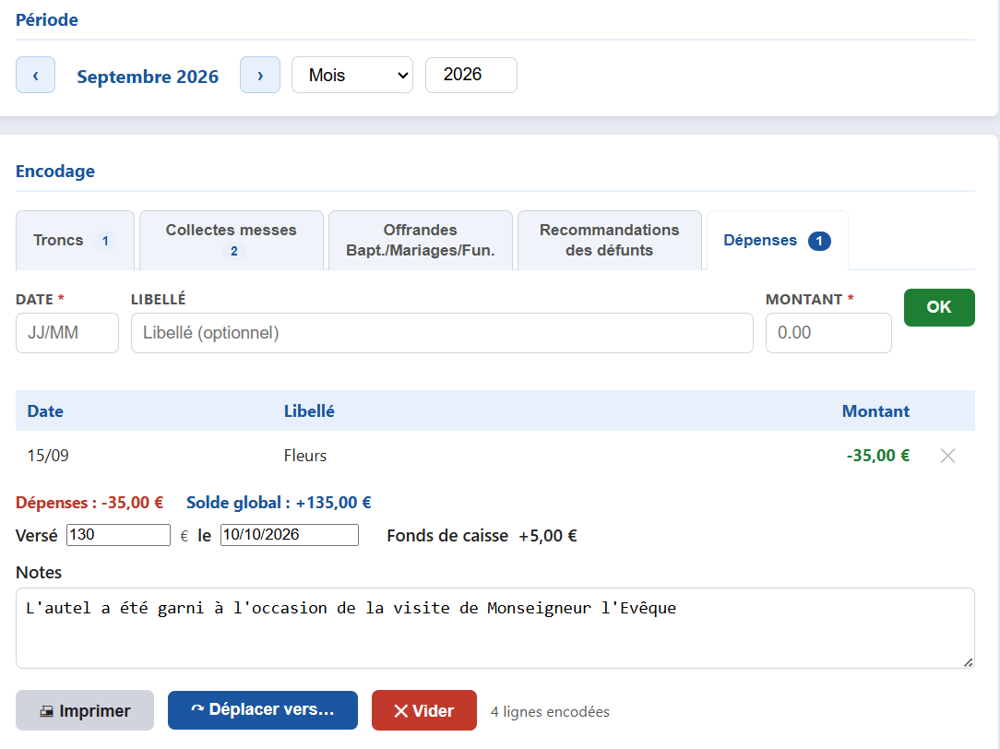 Période
‹ Septembre 2026 › Mois 2026
Encodage
Troncs 1
Collectes messes
2
Offrandes
Bapt./Mariages/Fun.
Recommandations
des défunts
Dépenses 1
DATE * LIBELLÉ MONTANT *
JJ/MM Libellé (optionnel) 0.00 OK
Date Libellé Montant
15/09 Fleurs -35,00 €
Dépenses : -35,00 € Solde global : +135,00 €
Versé 130 € le 10/10/2026 Fonds de caisse +5,00 €
Notes
L'autel a été garni à l'occasion de la visite de Monseigneur l'Evêque
Imprimer Déplacer vers... Vider 4 lignes encodées